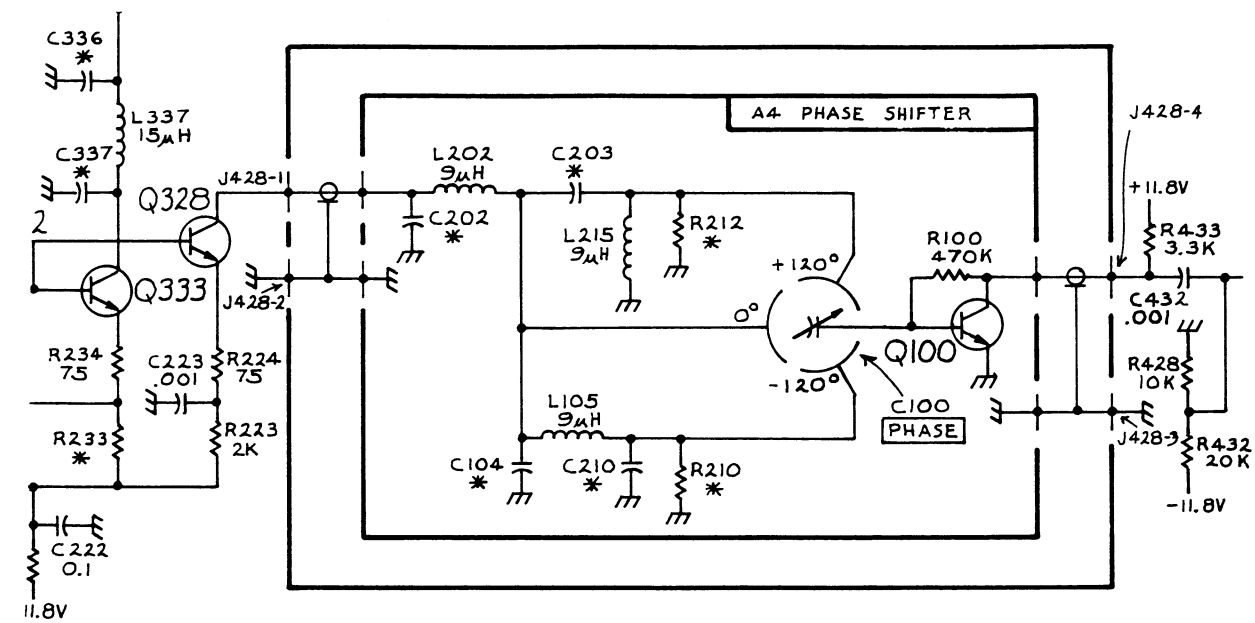 C336
*
L337
15μH
C337
*
2
Q328
Q333
R234
75
C223
.001
R224
75
R233
*
R223
2K
C222
0.1
11.8V
J428-1
J428-2
A4 PHASE SHIFTER
L202
9μH
C202
*
C203
*
L215
9μH
R212
*
+120°
0°
-120°
R100
470K
Q100
C100
PHASE
L105
9μH
C104
*
C210
*
R210
*
J428-4
+11.8V
R433
3.3K
C432
.001
R428
10K
J428-3
R432
20K
-11.8V